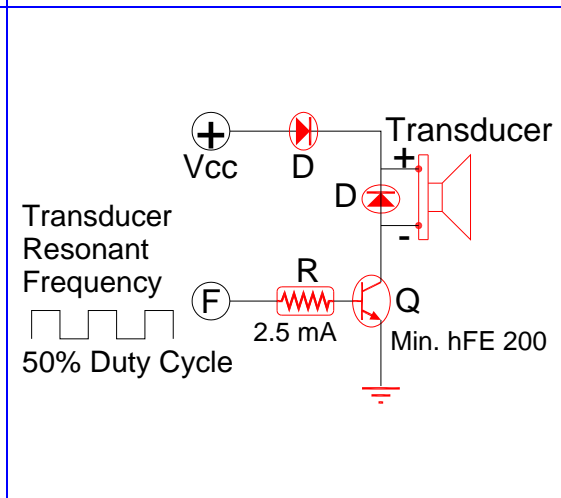 Transducer
+
Vcc
D
+
D
-
Transducer
Resonant
Frequency
50% Duty Cycle
F
R
2.5 mA
Q
Min. hFE 200